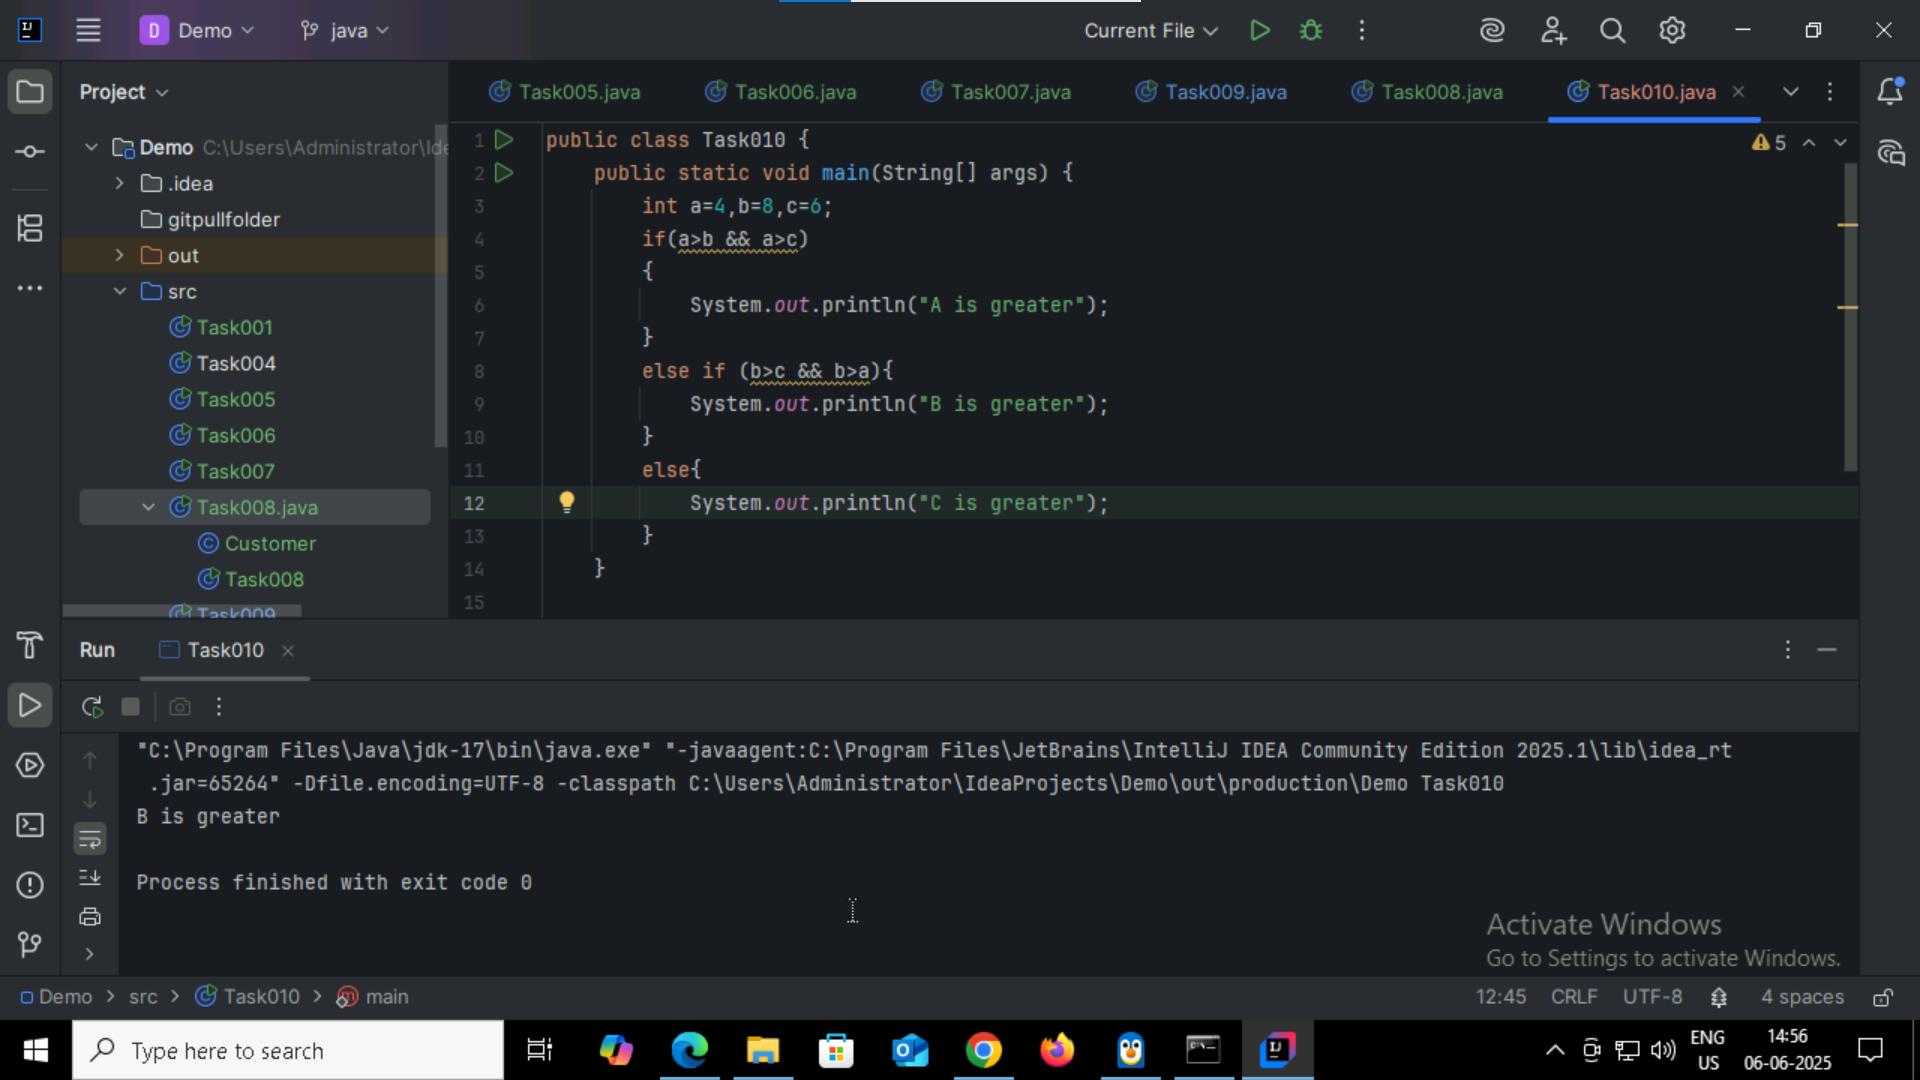 D Demo java Current File
Project
Task005.java Task006.java Task007.java Task009.java Task008.java Task010.java
Demo C:\Users\Administrator\Ide
.idea
gitpullfolder
out
src
Task001
Task004
Task005
Task006
Task007
Task008.java
Customer
Task008
Task009
5
1 public class Task010 {
2 public static void main(String[] args) {
3 int a=4,b=8,c=6;
4 if(a>b && a>c)
5 {
6 System.out.println("A is greater");
7 }
8 else if (b>c && b>a){
9 System.out.println("B is greater");
10 }
11 else{
12 System.out.println("C is greater");
13 }
14 }
15
Run Task010
"C:\Program Files\Java\jdk-17\bin\java.exe" "-javaagent:C:\Program Files\JetBrains\IntelliJ IDEA Community Edition 2025.1\lib\idea_rt
.jar=65264" -Dfile.encoding=UTF-8 -classpath C:\Users\Administrator\IdeaProjects\Demo\out\production\Demo Task010
B is greater
Process finished with exit code 0
Activate Windows
Go to Settings to activate Windows.
Demo > src > Task010 > main 12:45 CRLF UTF-8 4 spaces
Type here to search
ENG
US
14:56
06-06-2025